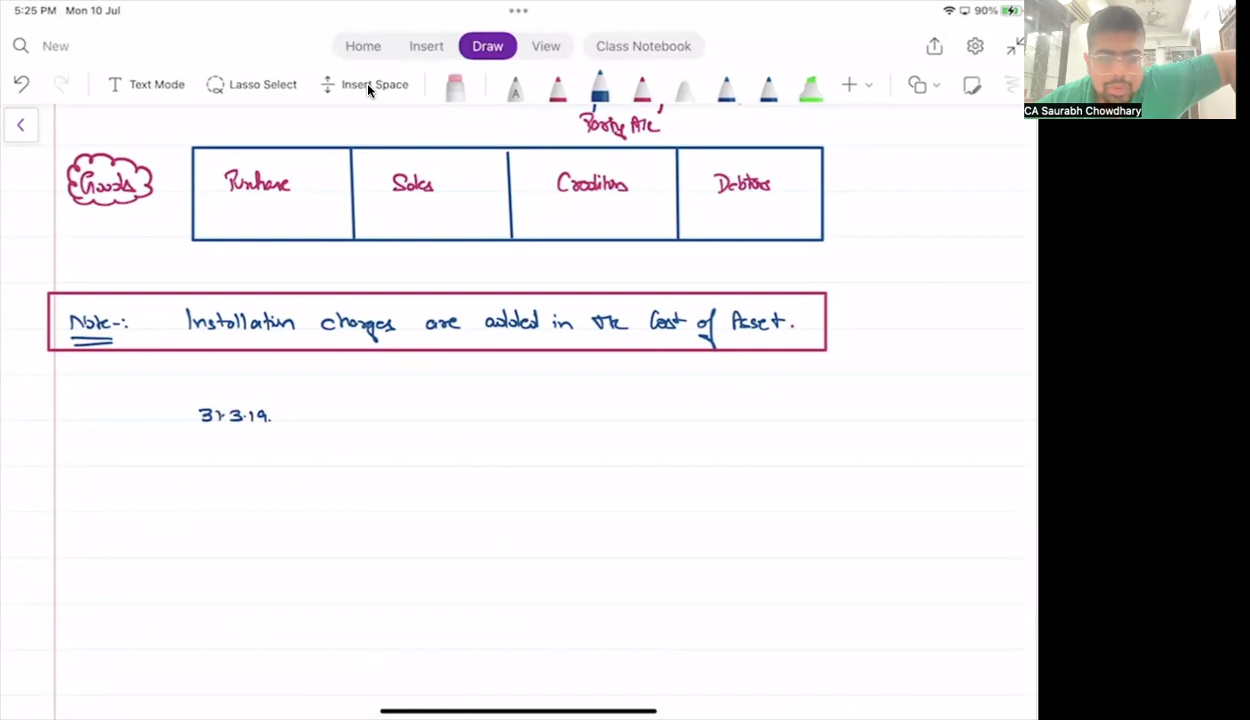 5:25 PM Mon 10 Jul
90%
New
Home Insert Draw View Class Notebook
Text Mode Lasso Select Insert Space
A
CA Saurabh Chowdhary
Party A/c
Goods Purchase Sales Creditors Debtors
Note-: Installation charges are added in the Cost of Asset.
31.3.19.